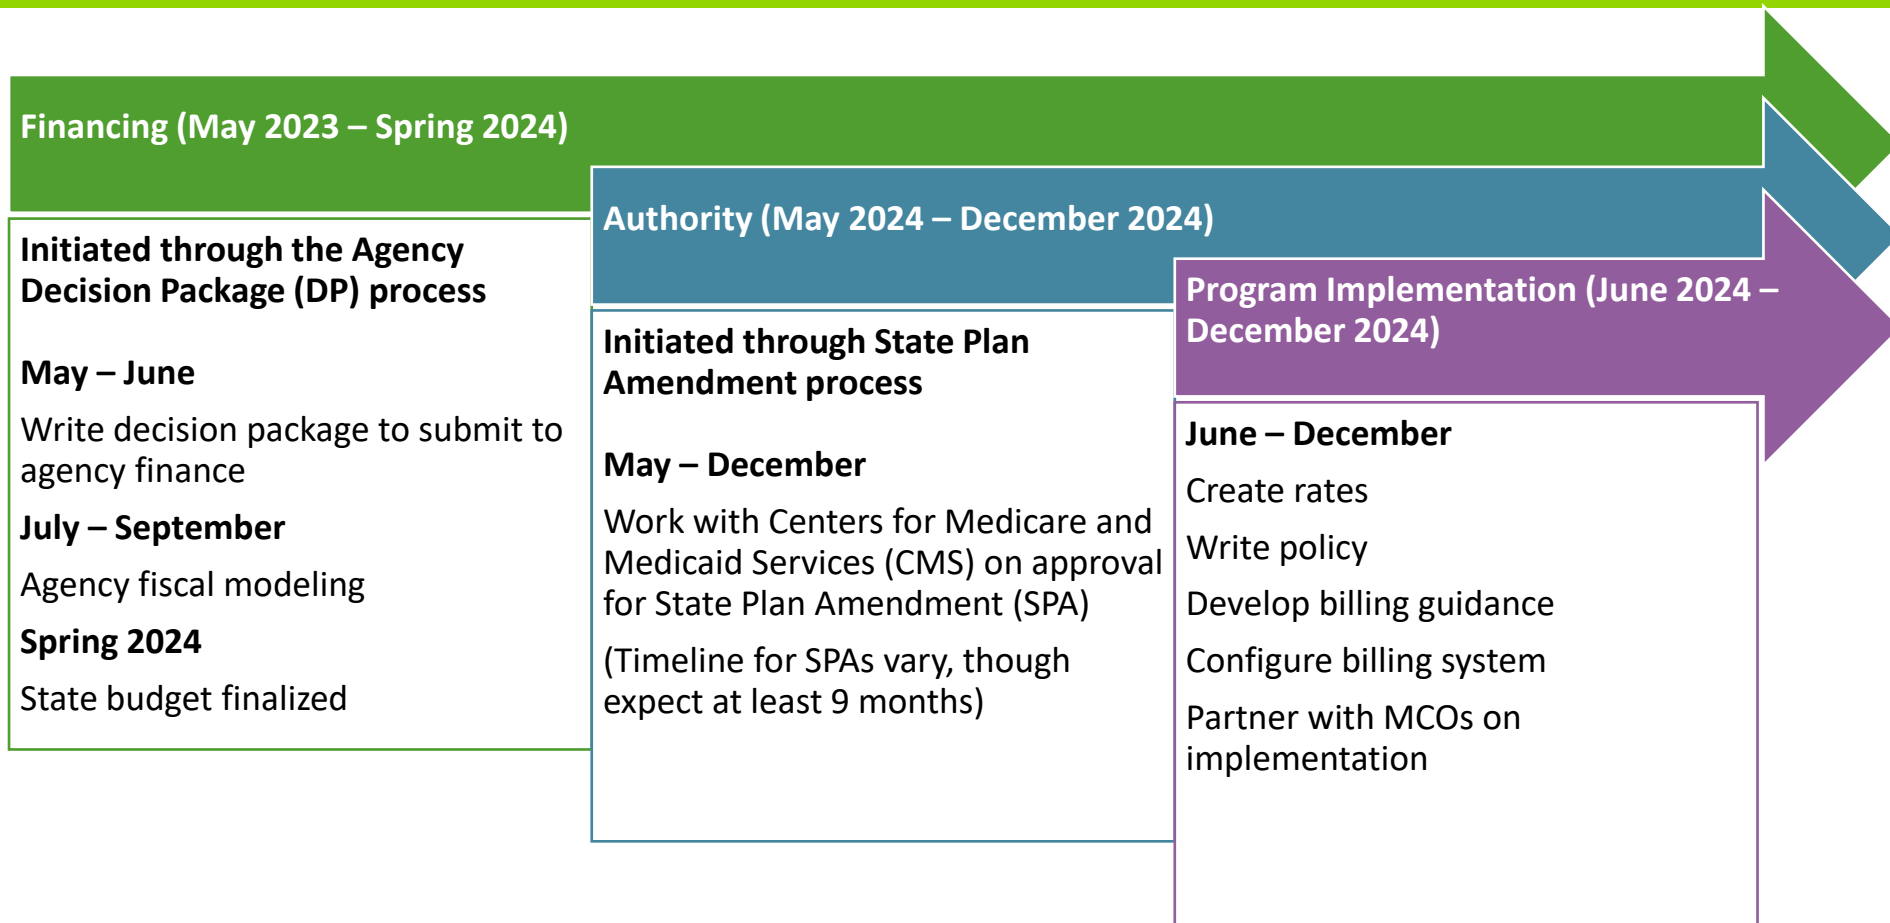 Financing (May 2023 – Spring 2024)
Initiated through the Agency
Decision Package (DP) process
May – June
Write decision package to submit to
agency finance
July – September
Agency fiscal modeling
Spring 2024
State budget finalized
Authority (May 2024 – December 2024)
Initiated through State Plan
Amendment process
May – December
Work with Centers for Medicare and
Medicaid Services (CMS) on approval
for State Plan Amendment (SPA)
(Timeline for SPAs vary, though
expect at least 9 months)
Program Implementation (June 2024 –
December 2024)
June – December
Create rates
Write policy
Develop billing guidance
Configure billing system
Partner with MCOs on
implementation